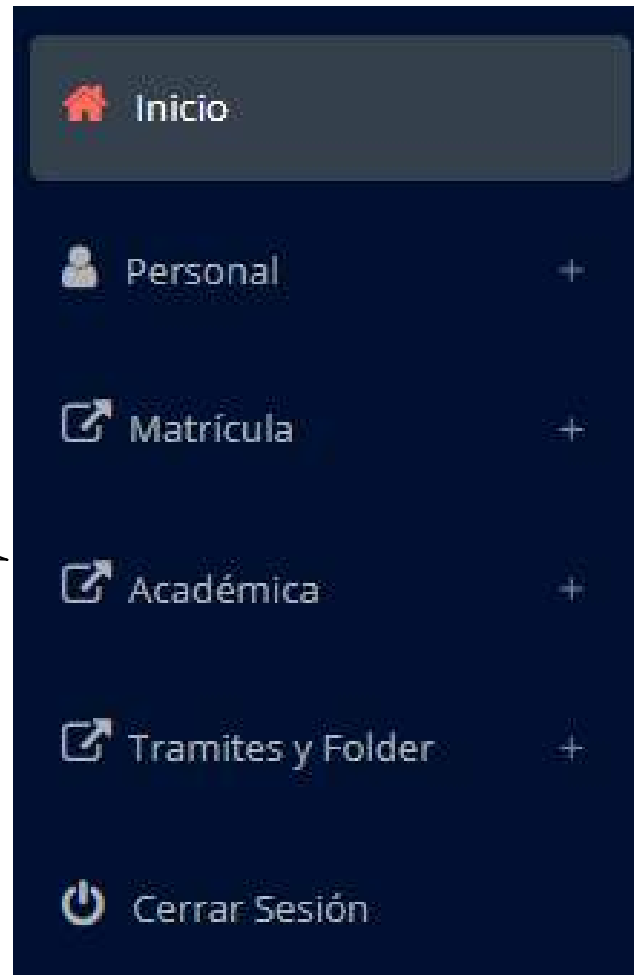 Inicio
Personal +
Matrícula +
Académica +
Tramites y Folder +
Cerrar Sesión